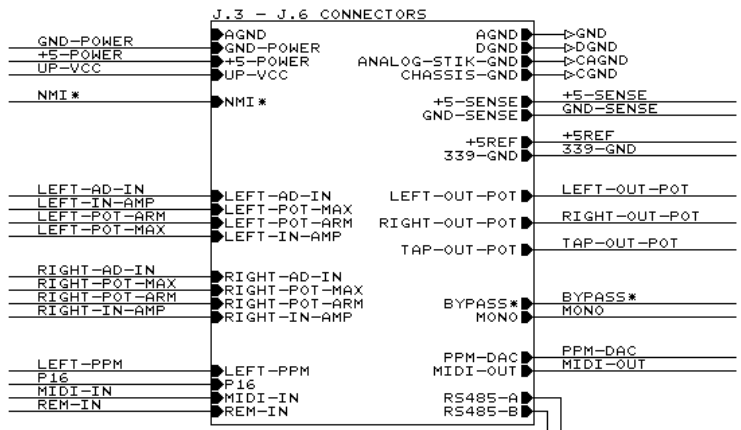 J.3 - J.6 CONNECTORS
AGND AGND GND
GND-POWER GND-POWER DGND DGND
+5-POWER +5-POWER ANALOG-STIK-GND CAGND
UP-VCC UP-VCC CHASSIS-GND CGND
NMI* NMI* +5-SENSE +5-SENSE
GND-SENSE GND-SENSE
+5REF +5REF
339-GND 339-GND
LEFT-AD-IN LEFT-AD-IN LEFT-OUT-POT LEFT-OUT-POT
LEFT-IN-AMP LEFT-POT-MAX
LEFT-POT-ARM LEFT-POT-ARM RIGHT-OUT-POT RIGHT-OUT-POT
LEFT-POT-MAX LEFT-IN-AMP
TAP-OUT-POT TAP-OUT-POT
RIGHT-AD-IN RIGHT-AD-IN
RIGHT-POT-MAX RIGHT-POT-MAX
RIGHT-POT-ARM RIGHT-POT-ARM BYPASS* BYPASS*
RIGHT-IN-AMP RIGHT-IN-AMP MONO MONO
PPM-DAC PPM-DAC
LEFT-PPM LEFT-PPM MIDI-OUT MIDI-OUT
P16 P16
MIDI-IN MIDI-IN RS485-A
REM-IN REM-IN RS485-B